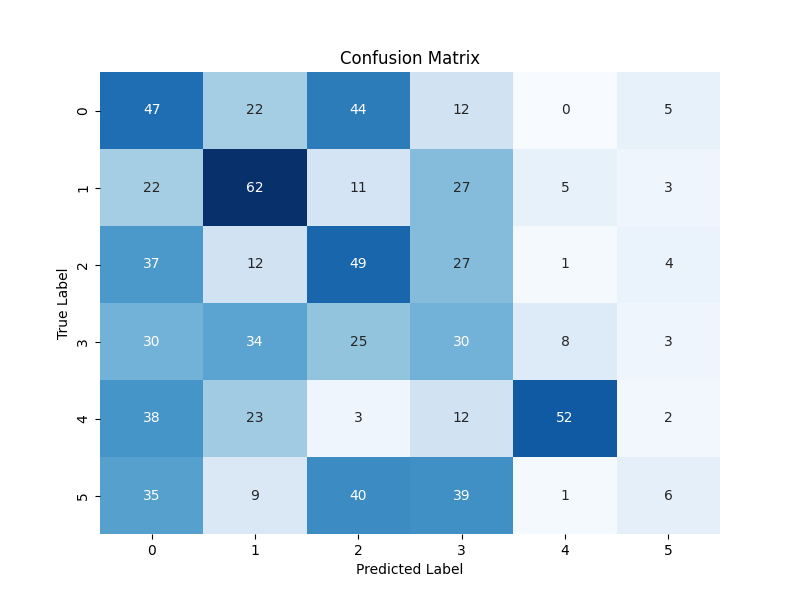 Confusion Matrix
True Label
0 47 22 44 12 0 5
1 22 62 11 27 5 3
2 37 12 49 27 1 4
3 30 34 25 30 8 3
4 38 23 3 12 52 2
5 35 9 40 39 1 6
0 1 2 3 4 5
Predicted Label